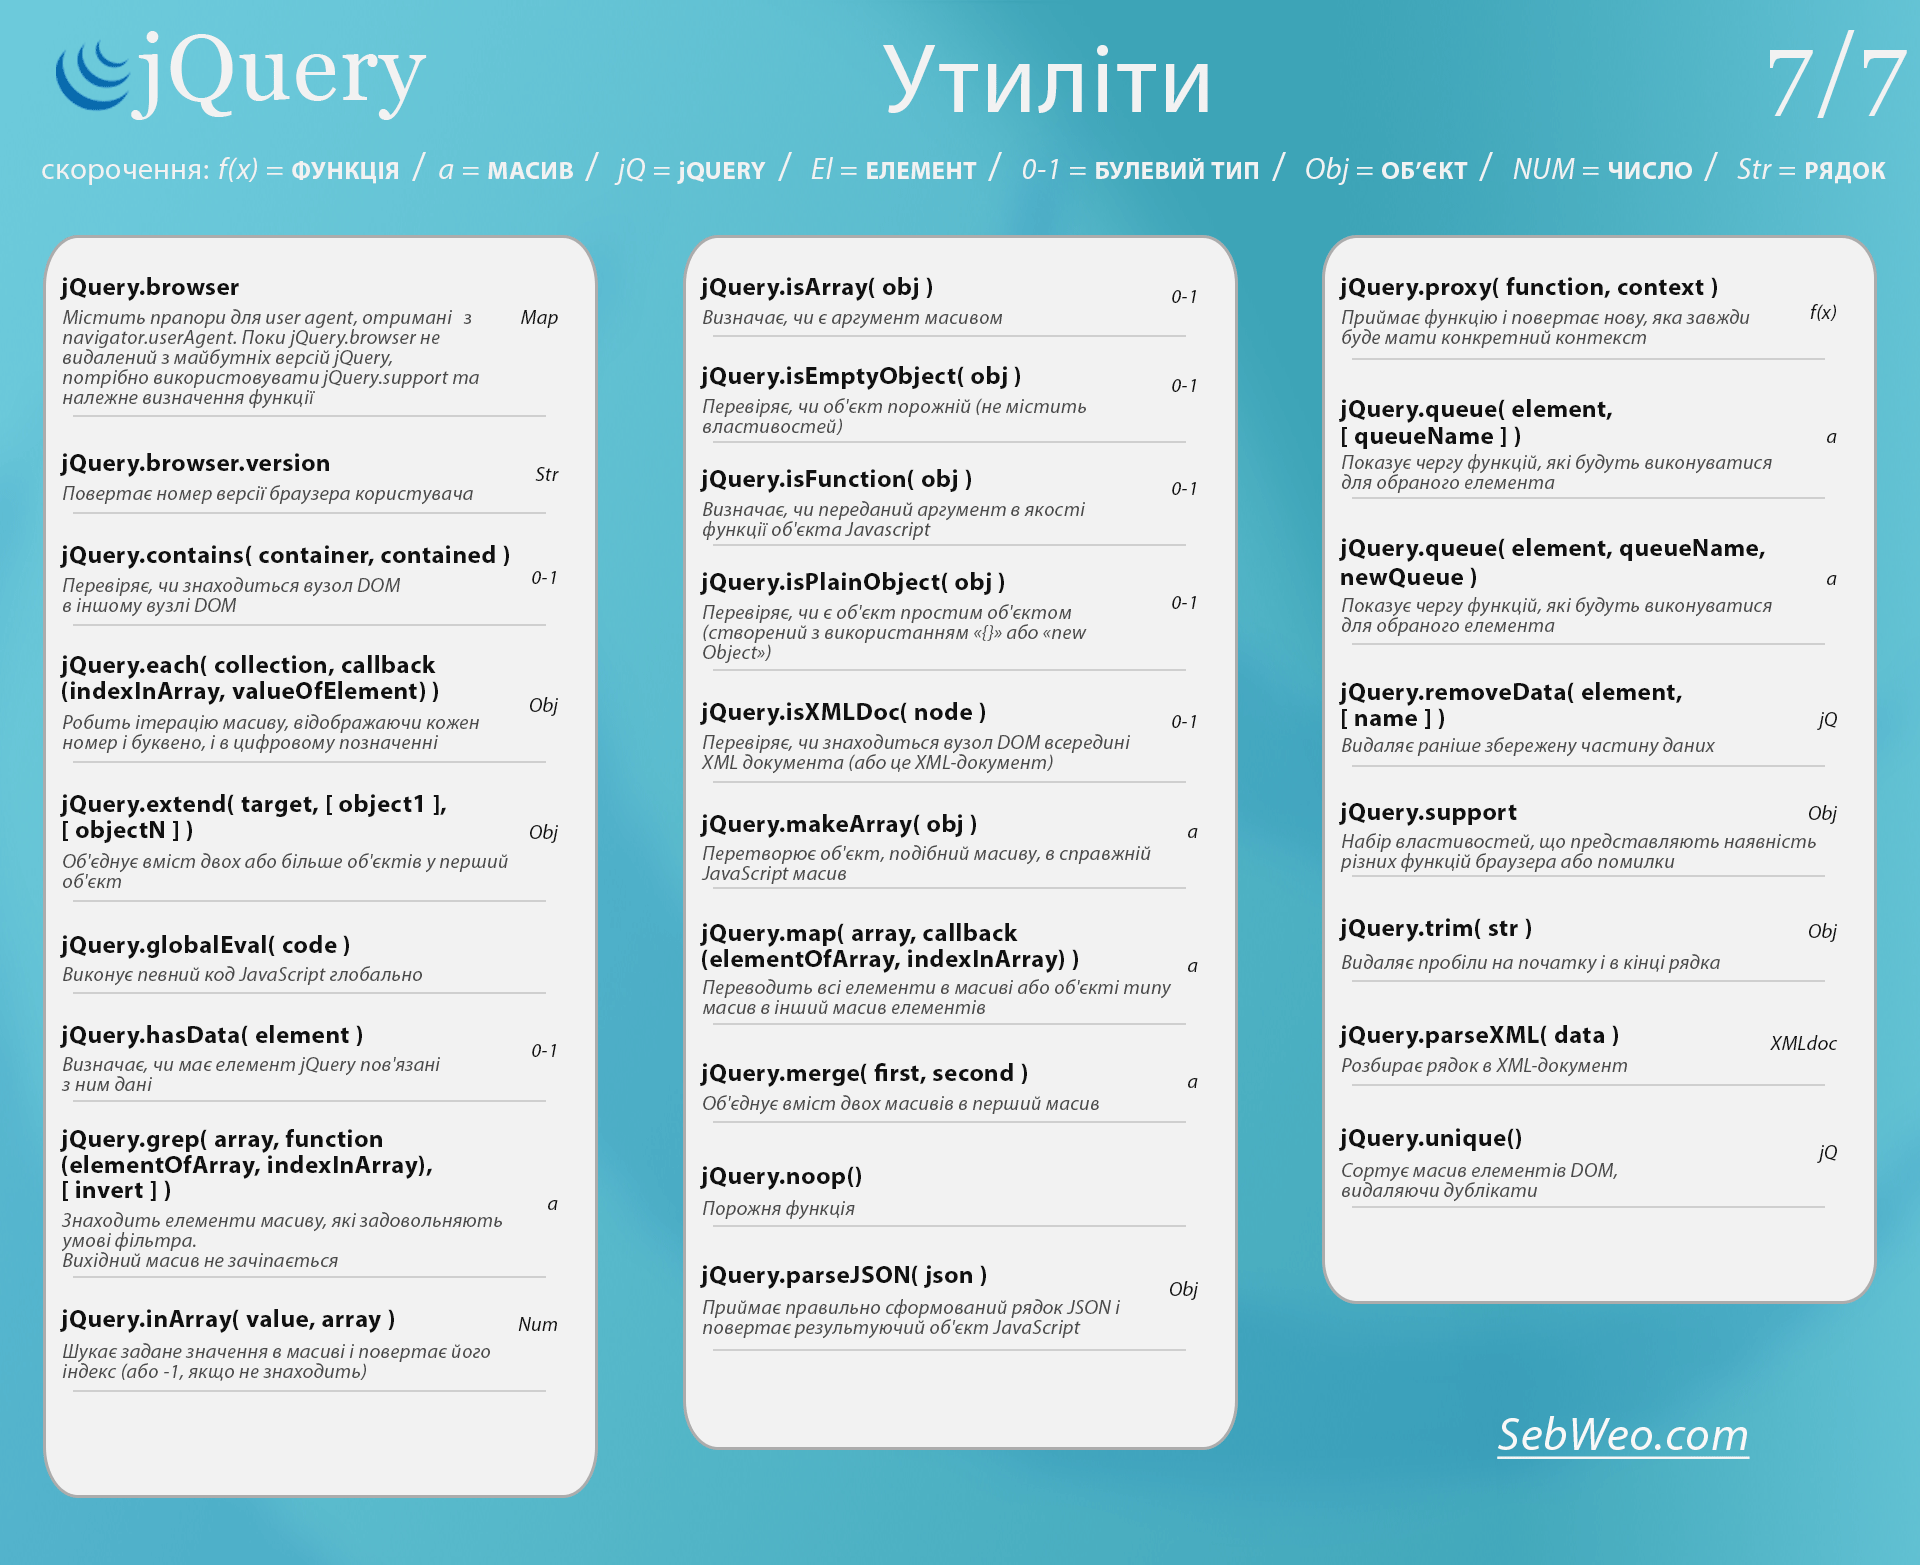 jQuery
Утиліти
7/7
скорочення: f(x) = ФУНКЦІЯ / a = МАСИВ / jQ = jQUERY / El = ЕЛЕМЕНТ / 0-1 = БУЛЕВИЙ ТИП / Obj = ОБ’ЄКТ / NUM = ЧИСЛО / Str = РЯДОК
jQuery.browser
Містить прапори для user agent, отримані з
Map
navigator.userAgent. Поки jQuery.browser не
видалений з майбутніх версій jQuery,
потрібно використовувати jQuery.support та
належне визначення функції
jQuery.browser.version
Str
Повертає номер версії браузера користувача
jQuery.contains( container, contained )
0-1
Перевіряє, чи знаходиться вузол DOM
в іншому вузлі DOM
jQuery.each( collection, callback
(indexInArray, valueOfElement) )
Obj
Робить ітерацію масиву, відображаючи кожен
номер і буквено, і в цифровому позначенні
jQuery.extend( target, [ object1 ],
[ objectN ] )
Obj
Об'єднує вміст двох або більше об'єктів у перший
об'єкт
jQuery.globalEval( code )
Виконує певний код JavaScript глобально
jQuery.hasData( element )
0-1
Визначає, чи має елемент jQuery пов'язані
з ним дані
jQuery.grep( array, function
(elementOfArray, indexInArray),
[ invert ] )
a
Знаходить елементи масиву, які задовольняють
умові фільтра.
Вихідний масив не зачіпається
jQuery.inArray( value, array )
Num
Шукає задане значення в масиві і повертає його
індекс (або -1, якщо не знаходить)
jQuery.isArray( obj )
0-1
Визначає, чи є аргумент масивом
jQuery.isEmptyObject( obj )
0-1
Перевіряє, чи об'єкт порожній (не містить
властивостей)
jQuery.isFunction( obj )
0-1
Визначає, чи переданий аргумент в якості
функції об'єкта Javascript
jQuery.isPlainObject( obj )
0-1
Перевіряє, чи є об'єкт простим об'єктом
(створений з використанням «{}» або «new
Object»)
jQuery.isXMLDoc( node )
0-1
Перевіряє, чи знаходиться вузол DOM всередині
XML документа (або це XML-документ)
jQuery.makeArray( obj )
a
Перетворює об'єкт, подібний масиву, в справжній
JavaScript масив
jQuery.map( array, callback
(elementOfArray, indexInArray) )
a
Переводить всі елементи в масиві або об'єкті типу
масив в інший масив елементів
jQuery.merge( first, second )
a
Об'єднує вміст двох масивів в перший масив
jQuery.noop()
Порожня функція
jQuery.parseJSON( json )
Obj
Приймає правильно сформований рядок JSON і
повертає результуючий об'єкт JavaScript
jQuery.proxy( function, context )
f(x)
Приймає функцію і повертає нову, яка завжди
буде мати конкретний контекст
jQuery.queue( element,
[ queueName ] )
a
Показує чергу функцій, які будуть виконуватися
для обраного елемента
jQuery.queue( element, queueName,
newQueue )
a
Показує чергу функцій, які будуть виконуватися
для обраного елемента
jQuery.removeData( element,
[ name ] )
jQ
Видаляє раніше збережену частину даних
jQuery.support
Obj
Набір властивостей, що представляють наявність
різних функцій браузера або помилки
jQuery.trim( str )
Obj
Видаляє пробіли на початку і в кінці рядка
jQuery.parseXML( data )
XMLdoc
Розбирає рядок в XML-документ
jQuery.unique()
jQ
Сортує масив елементів DOM,
видаляючи дублікати
SebWeo.com